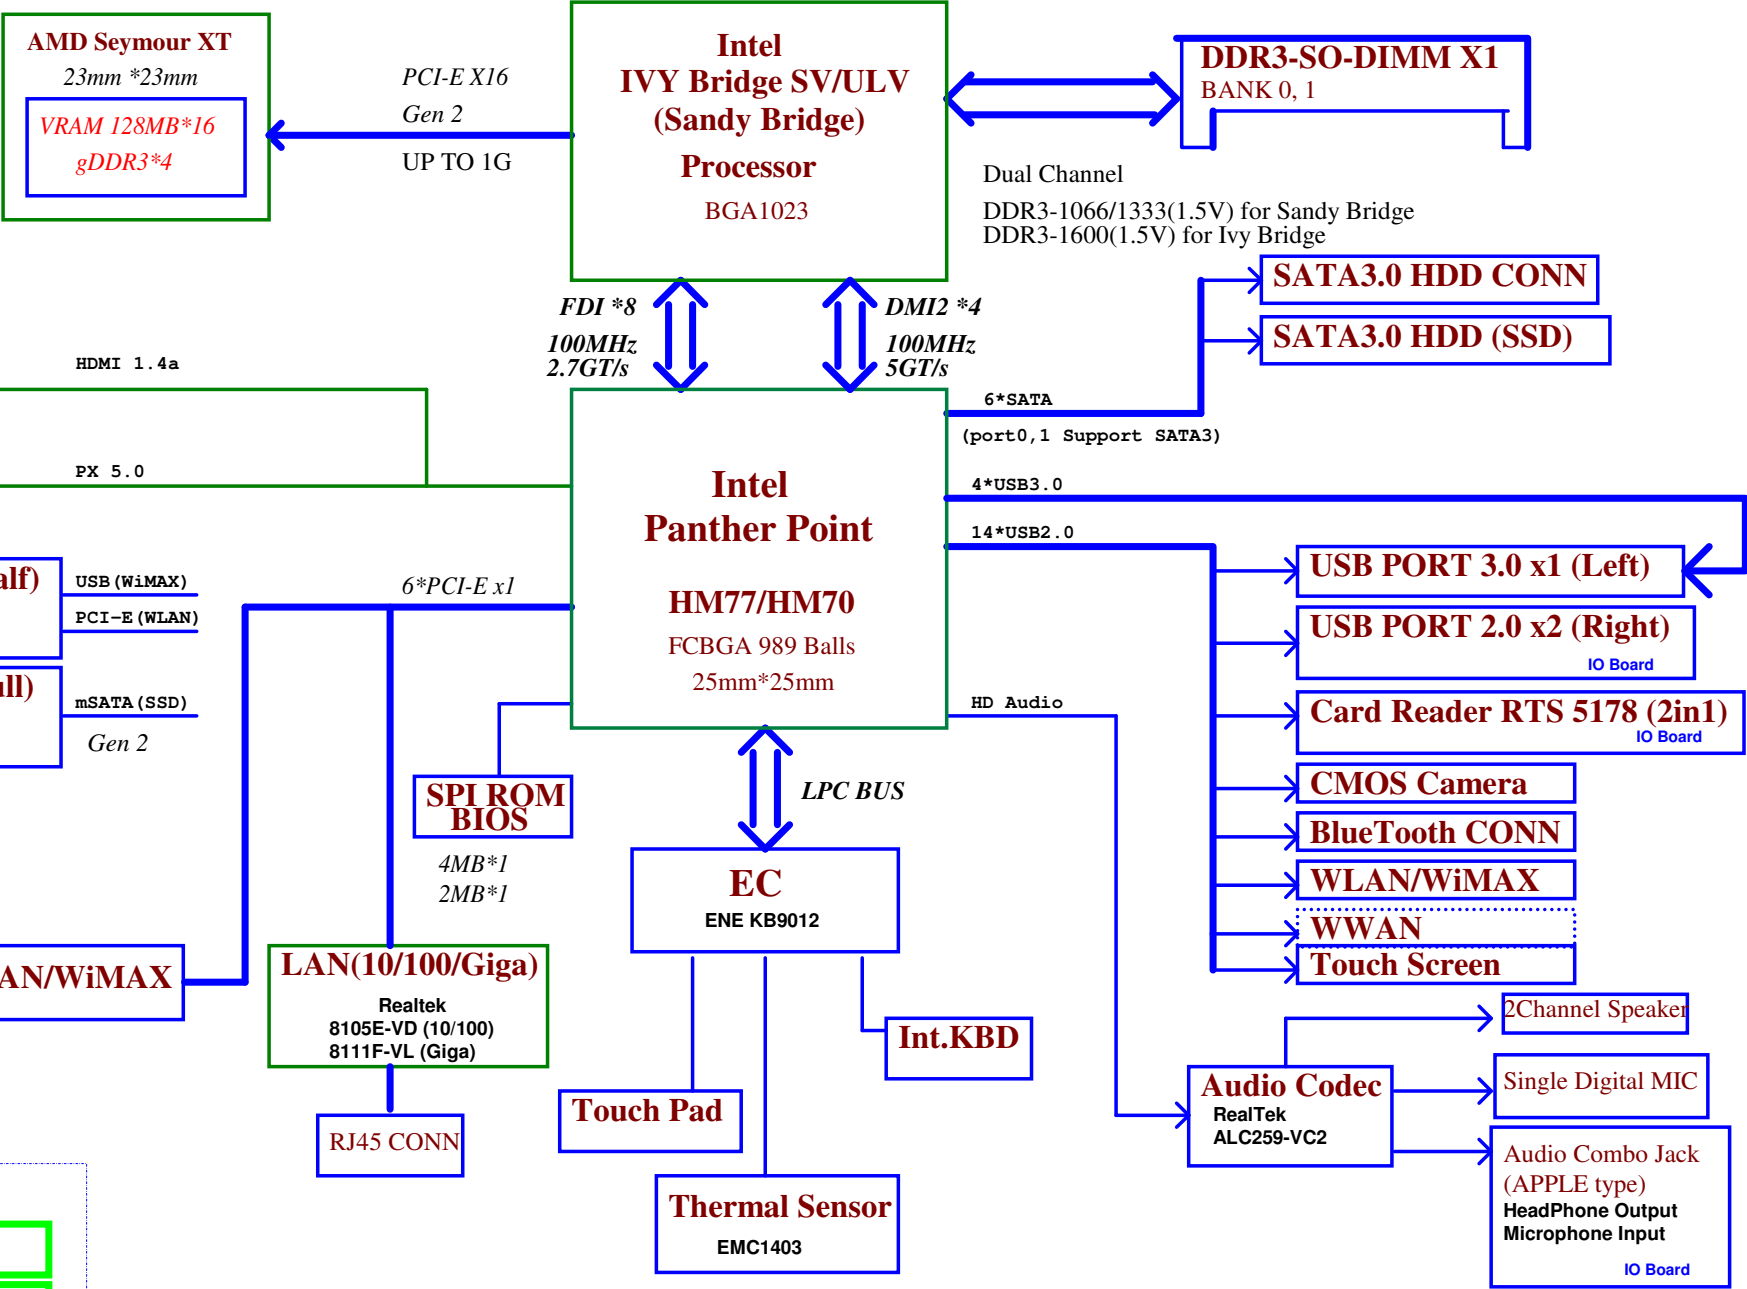 AMD Seymour XT
23mm *23mm
VRAM 128MB*16
gDDR3*4
PCI-E X16
Gen 2
UP TO 1G
Intel
IVY Bridge SV/ULV
(Sandy Bridge)
Processor
BGA1023
DDR3-SO-DIMM X1
BANK 0, 1
Dual Channel
DDR3-1066/1333(1.5V) for Sandy Bridge
DDR3-1600(1.5V) for Ivy Bridge
SATA3.0 HDD CONN
SATA3.0 HDD (SSD)
FDI *8
100MHz
2.7GT/s
DMI2 *4
100MHz
5GT/s
HDMI 1.4a
PX 5.0
6*SATA
(port0,1 Support SATA3)
4*USB3.0
14*USB2.0
Intel
Panther Point
HM77/HM70
FCBGA 989 Balls
25mm*25mm
alf)
USB(WiMAX)
PCI-E(WLAN)
ull)
mSATA(SSD)
Gen 2
6*PCI-E x1
HD Audio
USB PORT 3.0 x1 (Left)
USB PORT 2.0 x2 (Right)
IO Board
Card Reader RTS 5178 (2in1)
IO Board
CMOS Camera
BlueTooth CONN
WLAN/WiMAX
WWAN
Touch Screen
SPI ROM
BIOS
4MB*1
2MB*1
LPC BUS
EC
ENE KB9012
AN/WiMAX
LAN(10/100/Giga)
Realtek
8105E-VD (10/100)
8111F-VL (Giga)
RJ45 CONN
Int.KBD
Touch Pad
Thermal Sensor
EMC1403
Audio Codec
RealTek
ALC259-VC2
2Channel Speaker
Single Digital MIC
Audio Combo Jack
(APPLE type)
HeadPhone Output
Microphone Input
IO Board